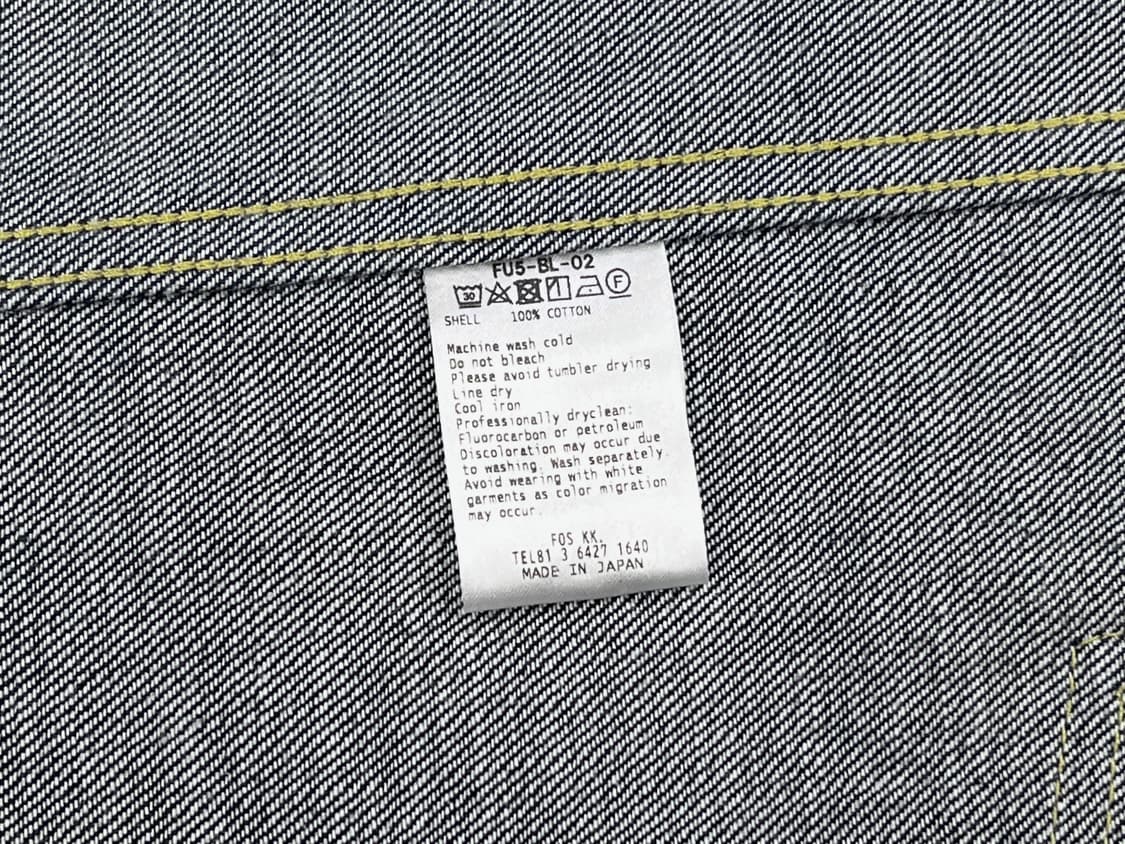 FU5-BL-02
30 F
SHELL 100% COTTON
Machine wash cold
Do not bleach
Please avoid tumbler drying
Line dry
Cool iron
Professionally dryclean:
Fluorocarbon or petroleum
Discoloration may occur due
to washing. Wash separately.
Avoid wearing with white
garments as color migration
may occur.
FOS KK.
TEL81 3 6427 1640
MADE IN JAPAN